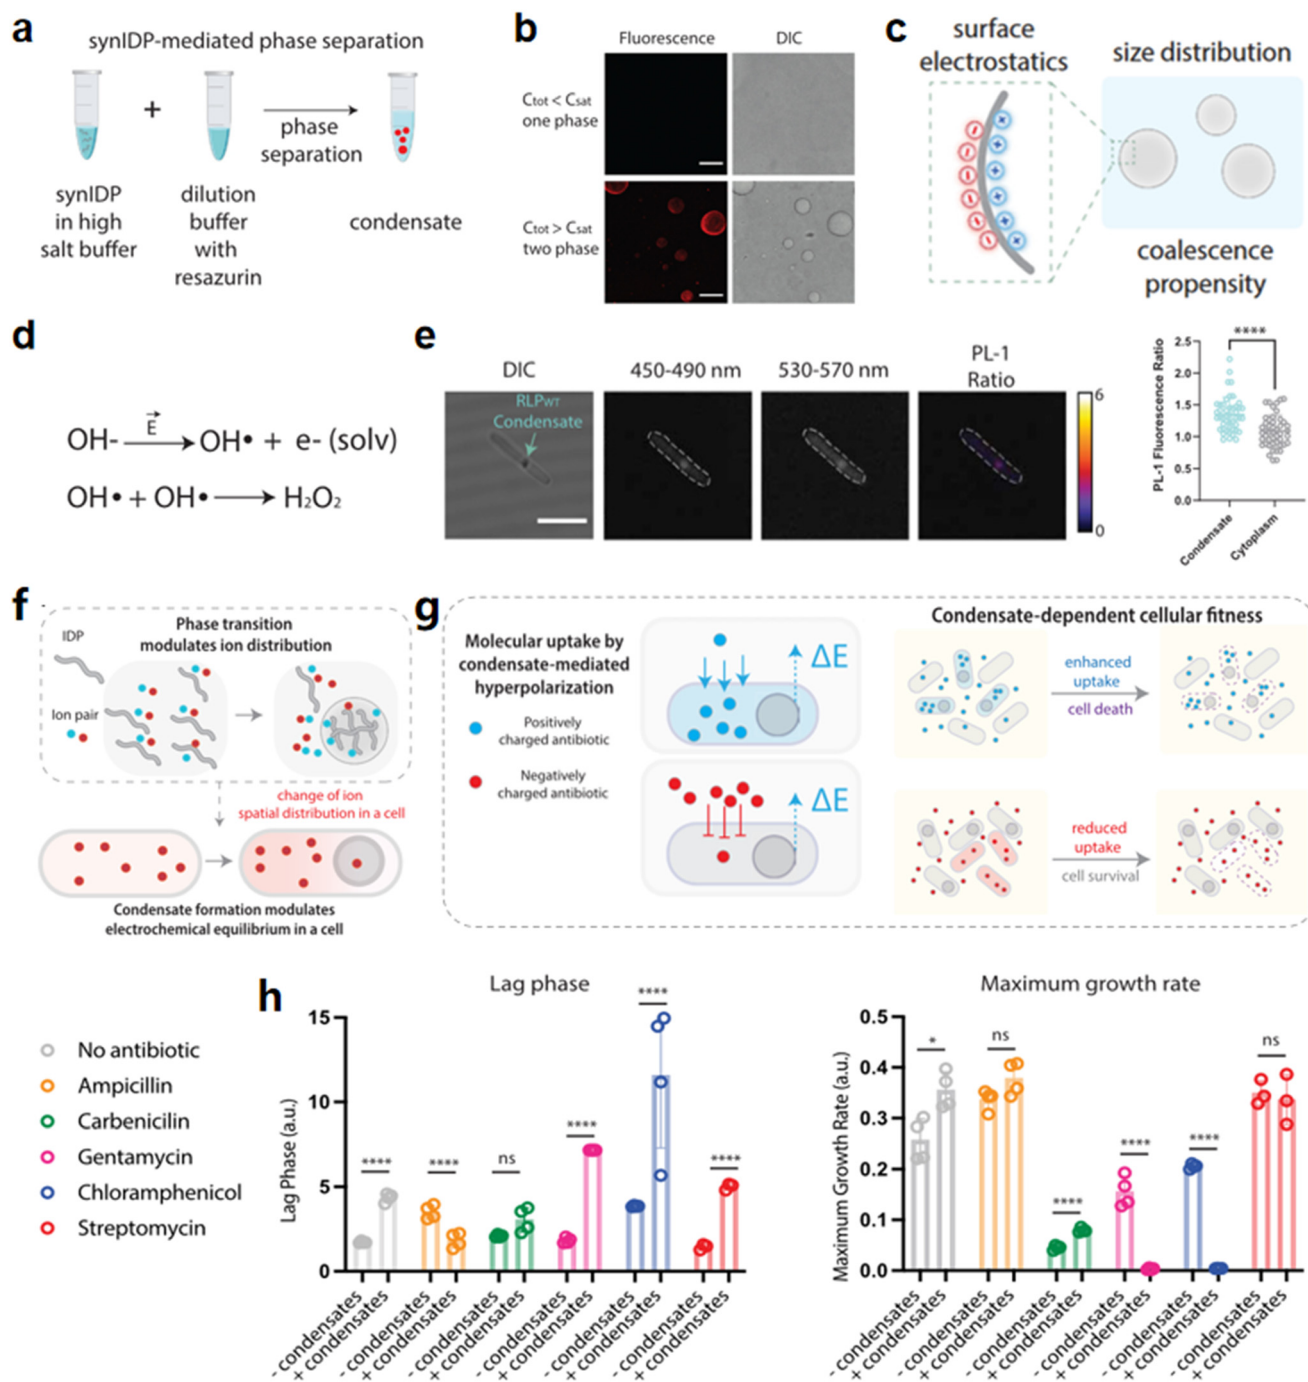 a
synIDP-mediated phase separation
+
phase
separation
synIDP
in high
salt buffer
dilution
buffer
with
resazurin
condensate
b
Fluorescence
DIC
Ctot < Csat
one phase
Ctot > Csat
two phase
c
surface
electrostatics
size distribution
coalescence
propensity
d
E
OH- OH• + e- (solv)
OH• + OH• H2O2
e
DIC
450-490 nm
530-570 nm
PL-1
Ratio
RLPWT
Condensate
6
0
PL-1 Fluorescence Ratio
2.5
2.0
1.5
1.0
0.5
0.0
****
Condensate
Cytoplasm
f
Phase transition
modulates ion distribution
IDP
Ion pair
change of ion
spatial distribution in a cell
Condensate formation modulates
electrochemical equilibrium in a cell
g
Molecular uptake by
condensate-mediated
hyperpolarization
Positively
charged antibiotic
Negatively
charged antibiotic
ΔE
ΔE
Condensate-dependent cellular fitness
enhanced
uptake
cell death
reduced
uptake
cell survival
h
No antibiotic
Ampicillin
Carbenicilin
Gentamycin
Chloramphenicol
Streptomycin
Lag phase
Lag Phase (a.u.)
15
10
5
0
****
****
ns
****
****
****
- condensates
+ condensates
- condensates
+ condensates
- condensates
+ condensates
- condensates
+ condensates
- condensates
+ condensates
- condensates
+ condensates
Maximum growth rate
Maximum Growth Rate (a.u.)
0.5
0.4
0.3
0.2
0.1
0.0
*
ns
****
****
****
ns
- condensates
+ condensates
- condensates
+ condensates
- condensates
+ condensates
- condensates
+ condensates
- condensates
+ condensates
- condensates
+ condensates